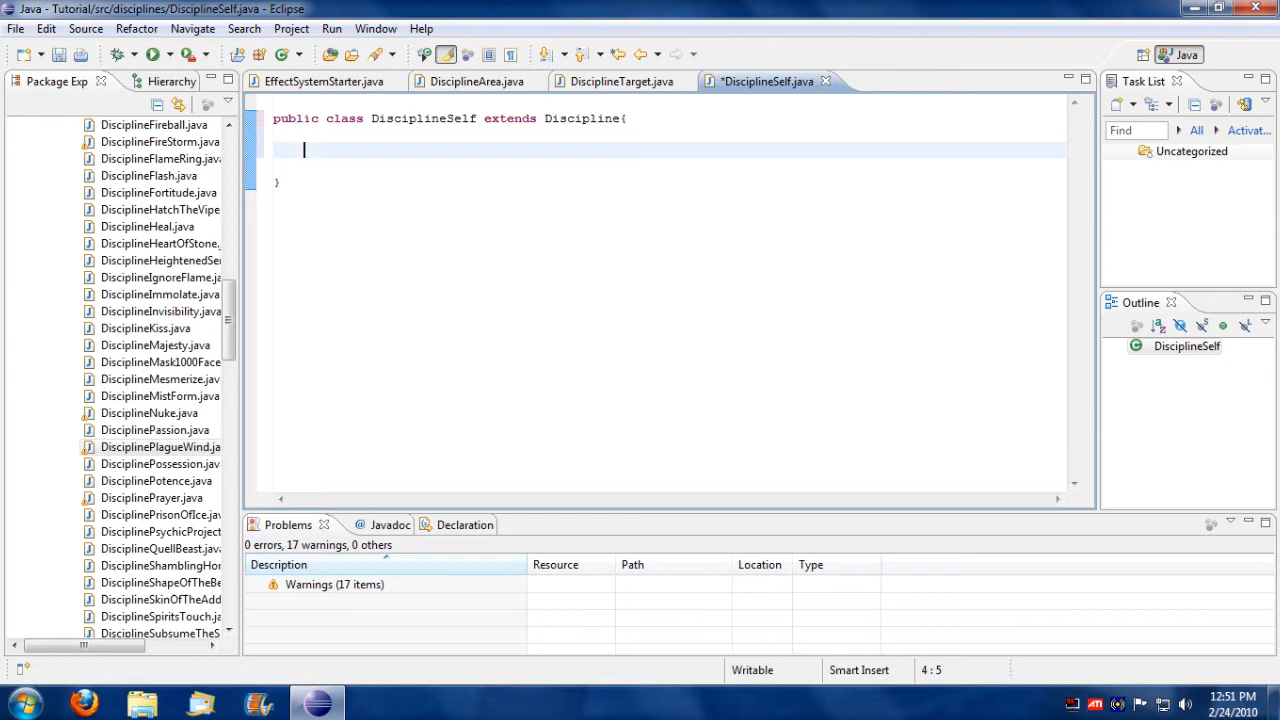 Java - Tutorial/src/disciplines/DisciplineSelf.java - Eclipse
File Edit Source Refactor Navigate Search Project Run Window Help
Java
Package Exp Hierarchy
EffectSystemStarter.java DisciplineArea.java DisciplineTarget.java *DisciplineSelf.java
Task List
Find All Activat...
Uncategorized
DisciplineFireball.java
DisciplineFireStorm.java
DisciplineFlameRing.java
DisciplineFlash.java
DisciplineFortitude.java
DisciplineHatchTheVipe
DisciplineHeal.java
DisciplineHeartOfStone.
DisciplineHeightenedSe
DisciplineIgnoreFlame.ja
DisciplineImmolate.java
DisciplineInvisibility.java
DisciplineKiss.java
DisciplineMajesty.java
DisciplineMask1000Face
DisciplineMesmerize.jav
DisciplineMistForm.java
DisciplineNuke.java
DisciplinePassion.java
DisciplinePlagueWind.ja
DisciplinePossession.jav
DisciplinePotence.java
DisciplinePrayer.java
DisciplinePrisonOfIce.jav
DisciplinePsychicProject
DisciplineQuellBeast.jav
DisciplineShamblingHor
DisciplineShapeOfTheBe
DisciplineSkinOfTheAdd
DisciplineSpiritsTouch.ja
DisciplineSubsumeTheS
public class DisciplineSelf extends Discipline{
}
Outline
DisciplineSelf
Problems @ Javadoc Declaration
0 errors, 17 warnings, 0 others
Description Resource Path Location Type
Warnings (17 items)
Writable Smart Insert 4 : 5
ATI
12:51 PM
2/24/2010